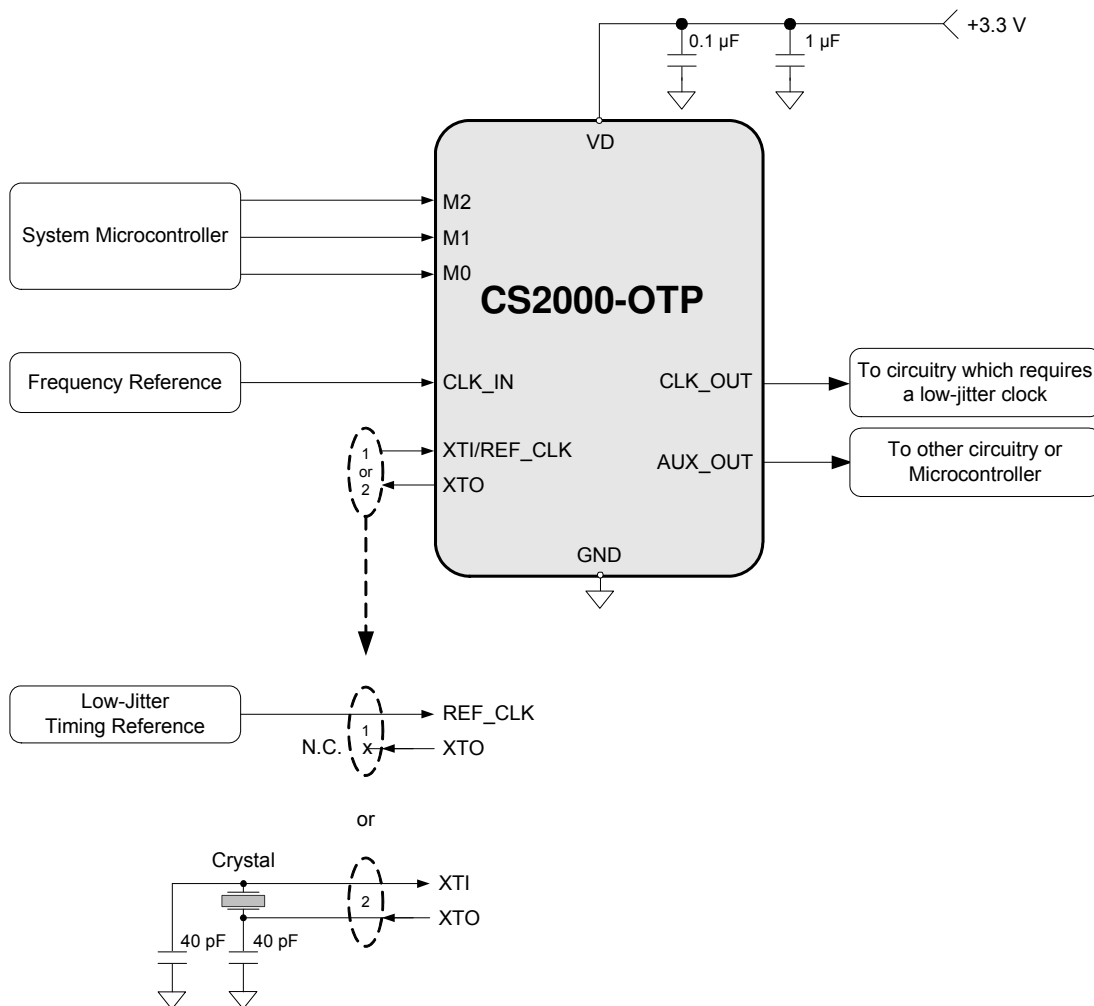 +3.3 V
0.1 µF
1 µF
VD
System Microcontroller
M2
M1
M0
CS2000-OTP
Frequency Reference
CLK_IN
CLK_OUT
To circuitry which requires
a low-jitter clock
1
or
2
XTI/REF_CLK
XTO
AUX_OUT
To other circuitry or
Microcontroller
GND
Low-Jitter
Timing Reference
1
REF_CLK
N.C.
x
XTO
or
Crystal
2
XTI
XTO
40 pF
40 pF